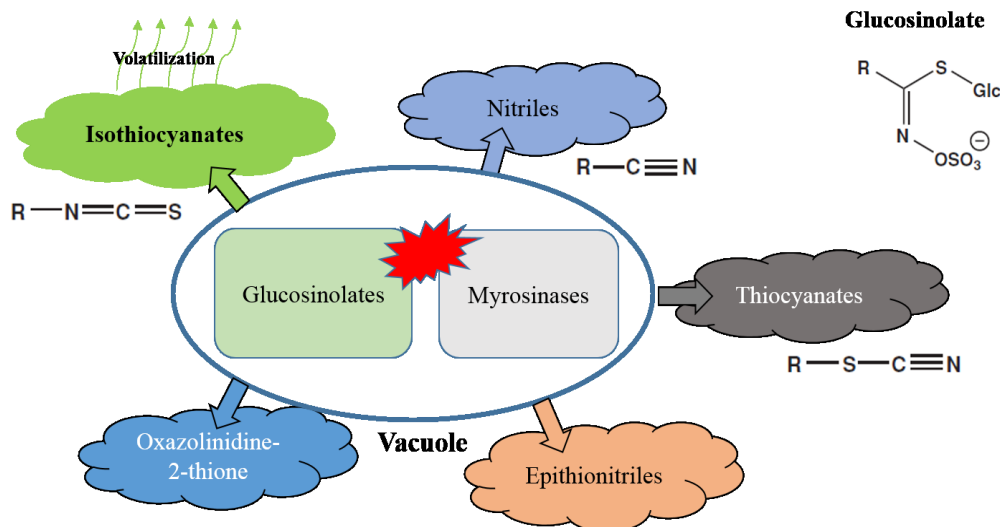 Glucosinolate
S
R
Glc
N
OSO₃
−
Volatilization
Isothiocyanates
R—N=C=S
Nitriles
R—C≡N
Glucosinolates
Myrosinases
Thiocyanates
R—S—C≡N
Oxazolinidine-
2-thione
Vacuole
Epithionitriles